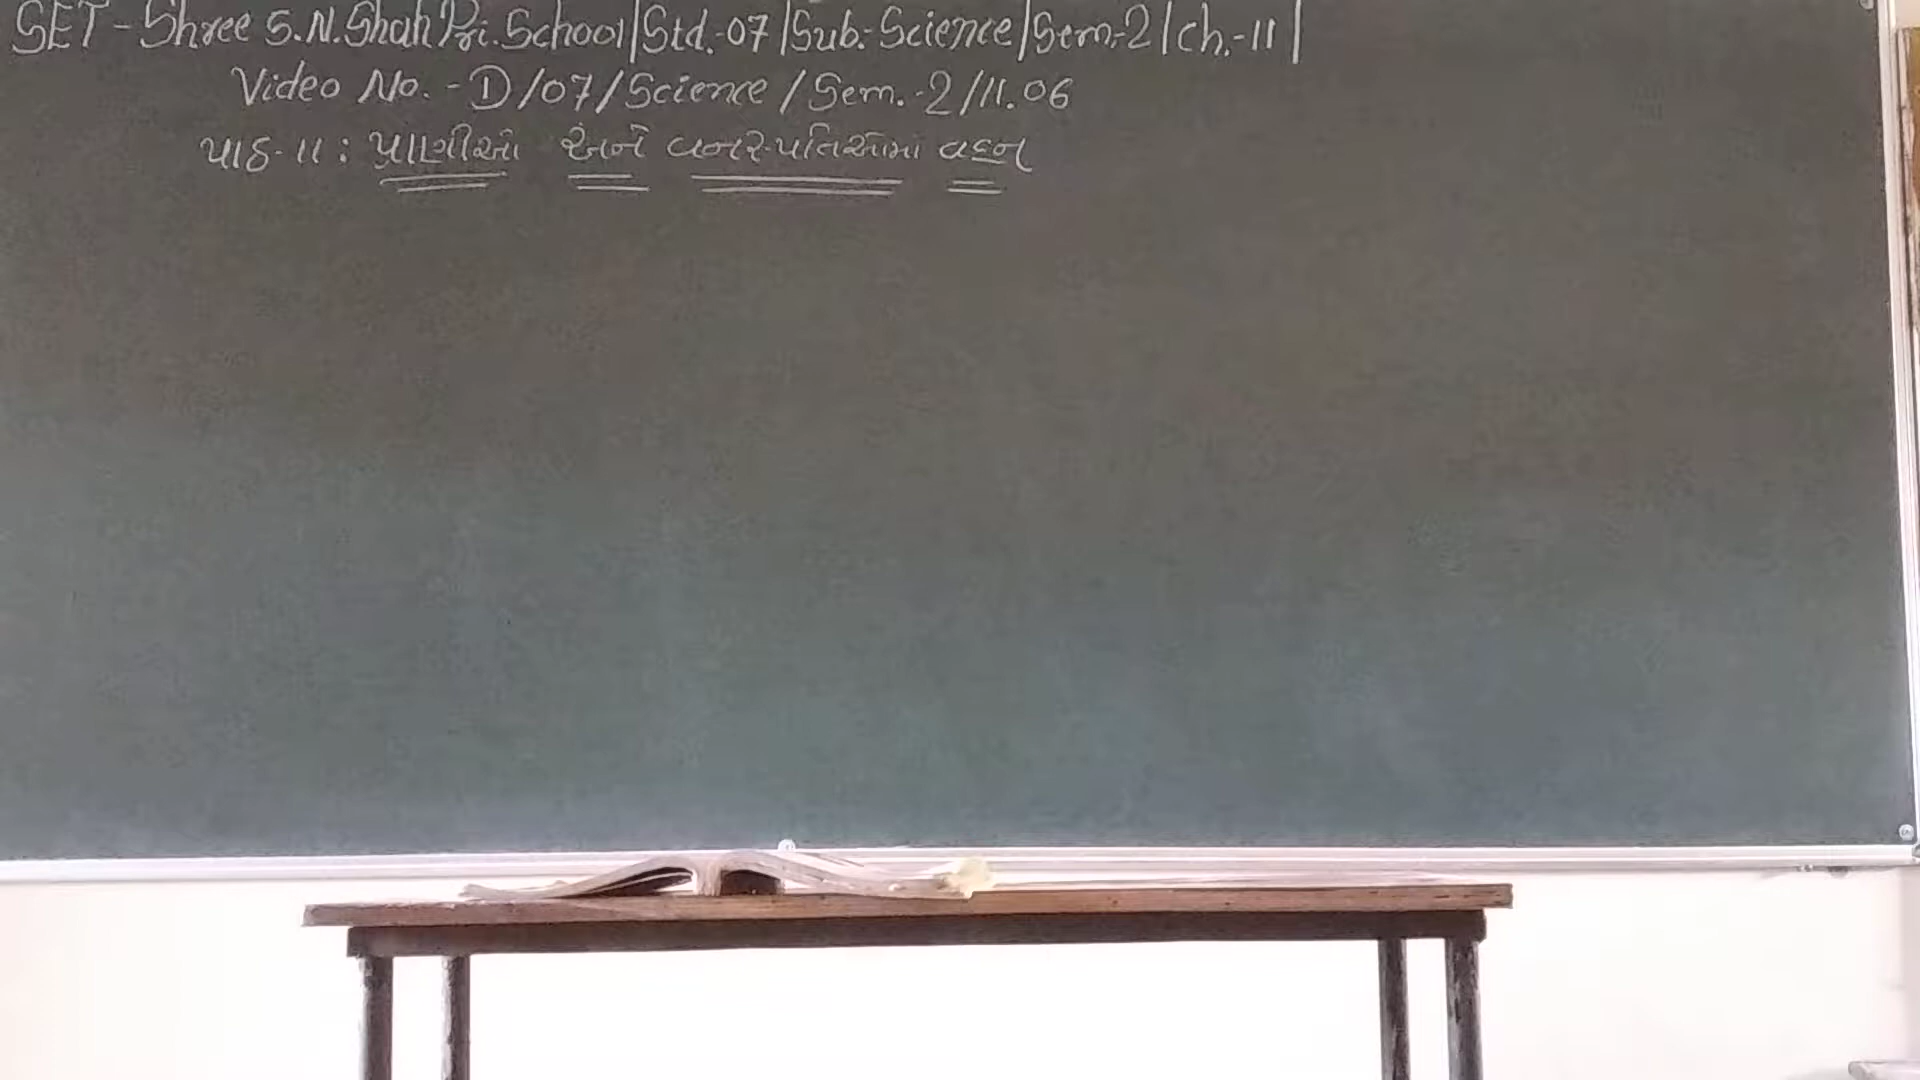 SET - Shree S.N.Shah Pri. School|Std.-07|Sub.-Science|Sem.-2|ch.-11|
Video No. - D/07/Science/Sem.-2/11.06
પાઠ-11 : પ્રાણીઓ અને વનસ્પતિઓમાં વહન